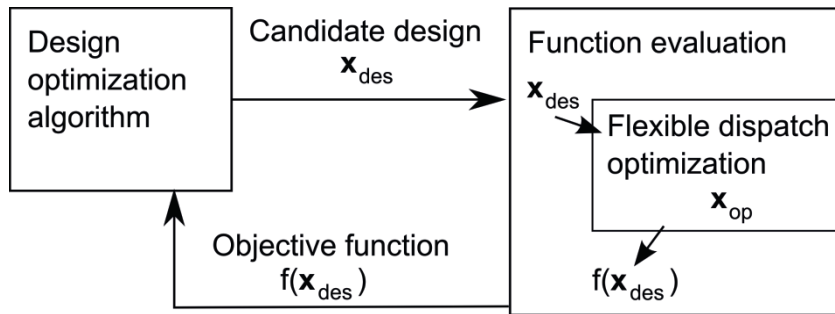 Design
optimization
algorithm
Candidate design
x_des
Function evaluation
x_des
Flexible dispatch
optimization
x_op
f(x_des)
Objective function
f(x_des)